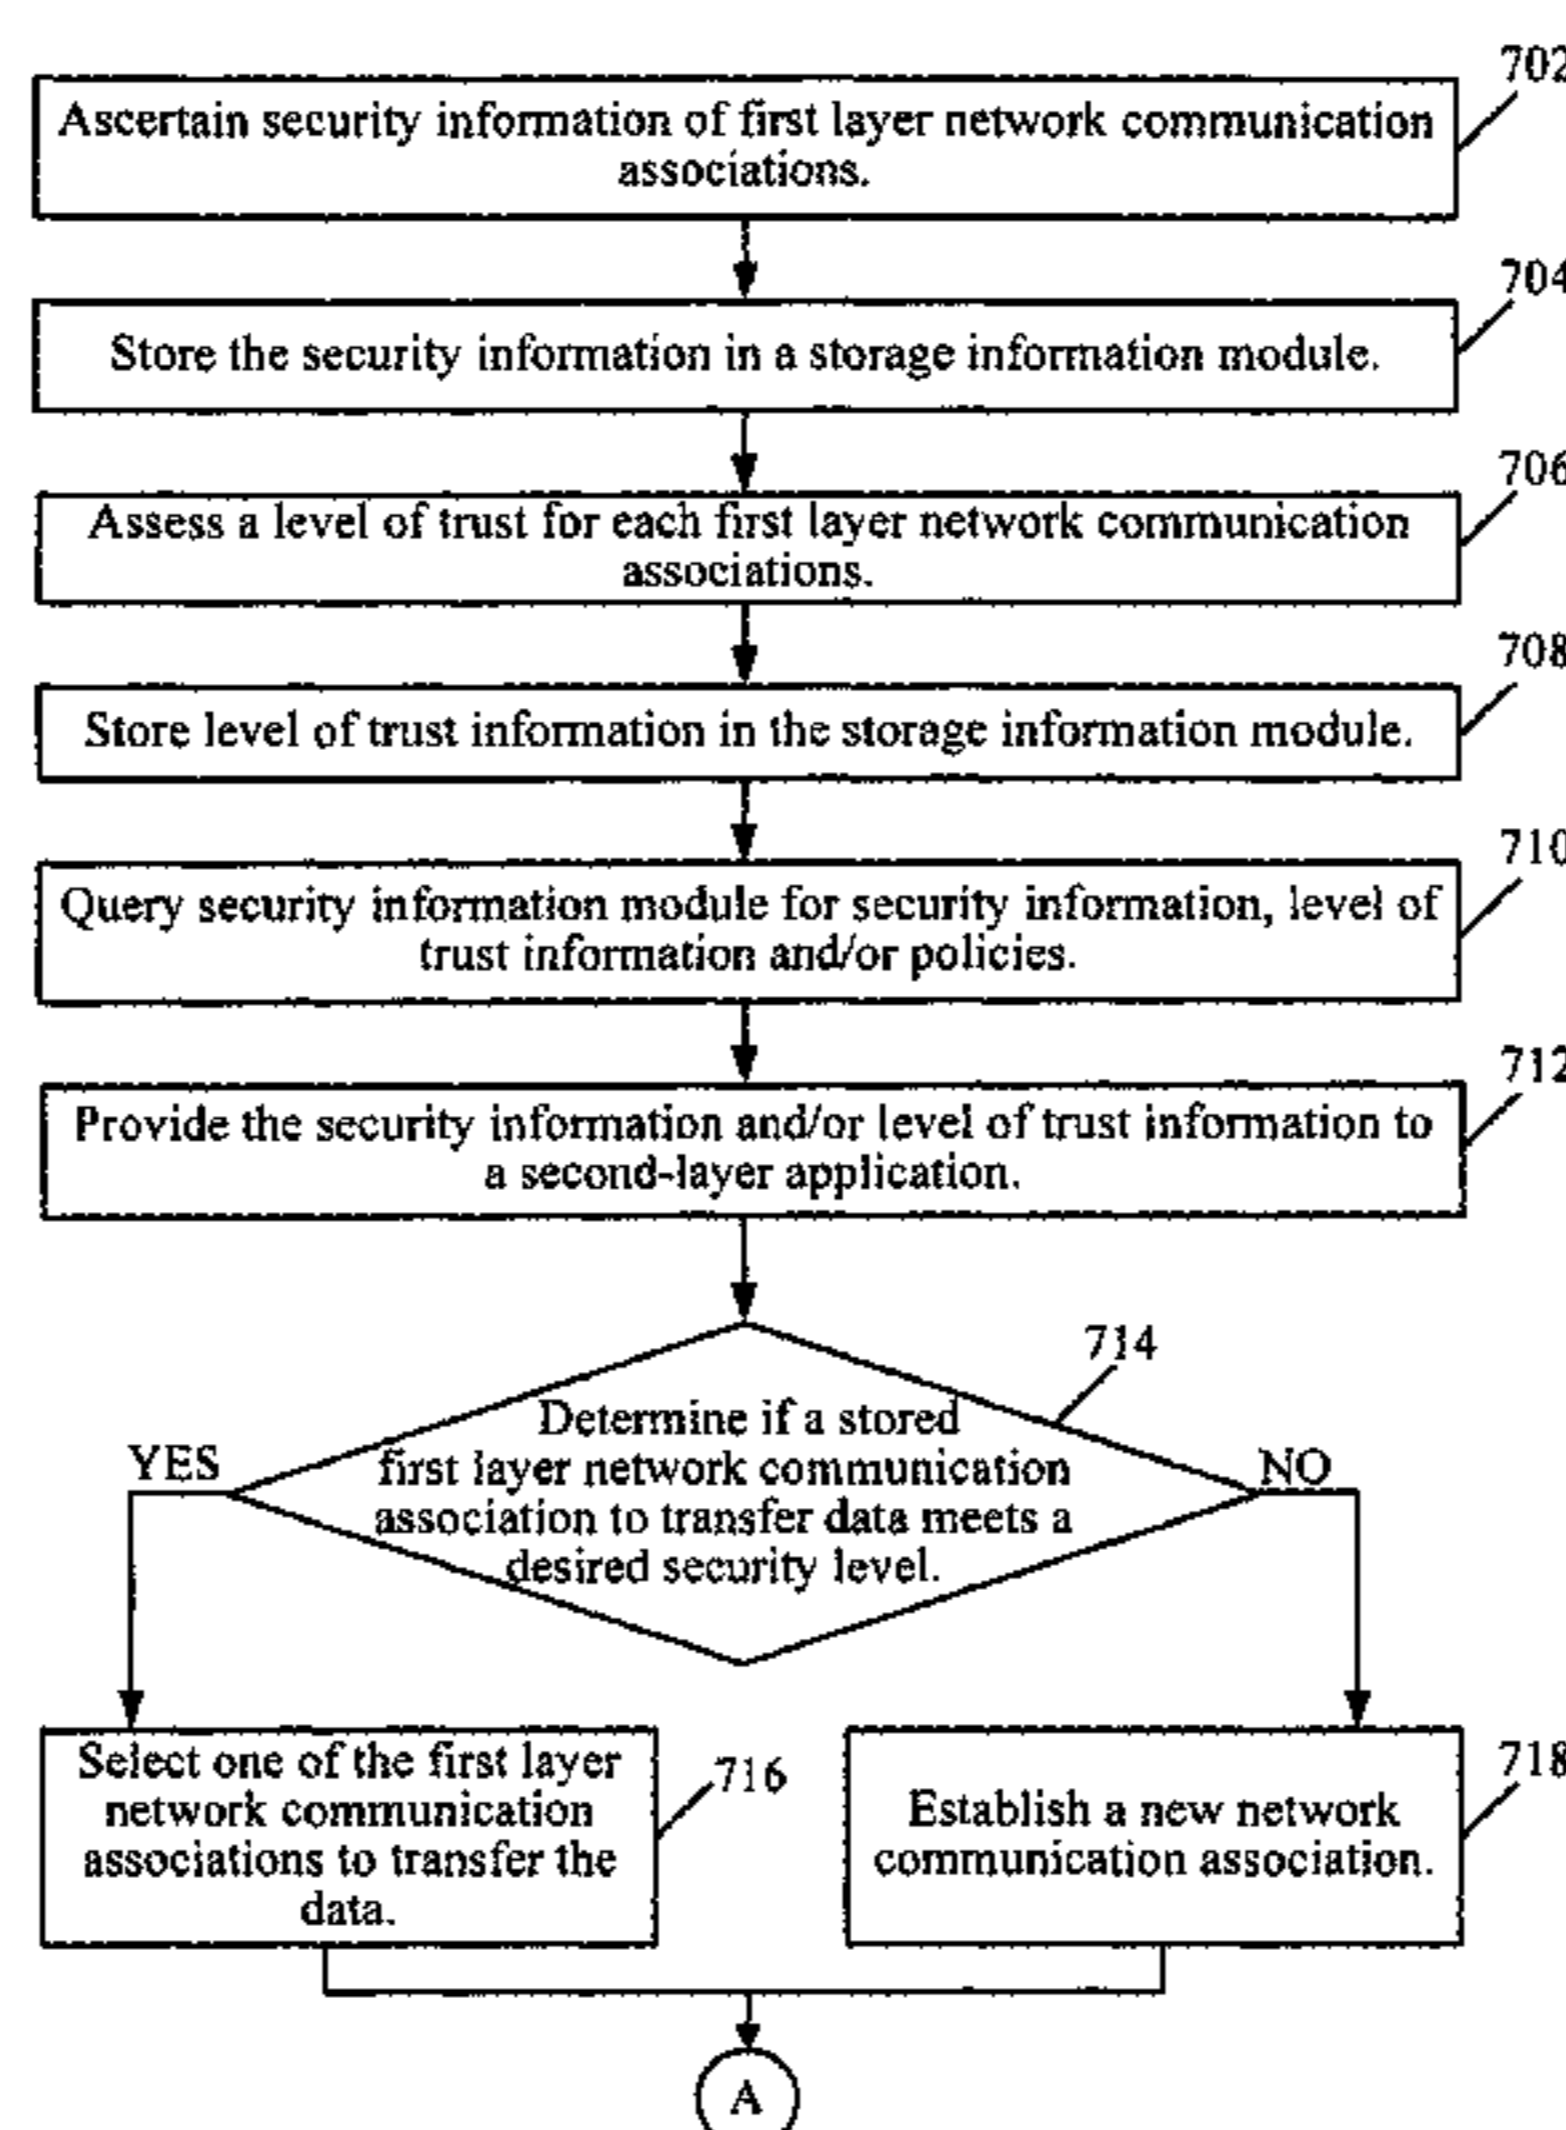 702
Ascertain security information of first layer network communication
associations.
704
Store the security information in a storage information module.
706
Assess a level of trust for each first layer network communication
associations.
708
Store level of trust information in the storage information module.
710
Query security information module for security information, level of
trust information and/or policies.
712
Provide the security information and/or level of trust information to
a second-layer application.
714
Determine if a stored
first layer network communication
association to transfer data meets a
desired security level.
YES
NO
Select one of the first layer
network communication
associations to transfer the
data.
716
Establish a new network
communication association.
718
A